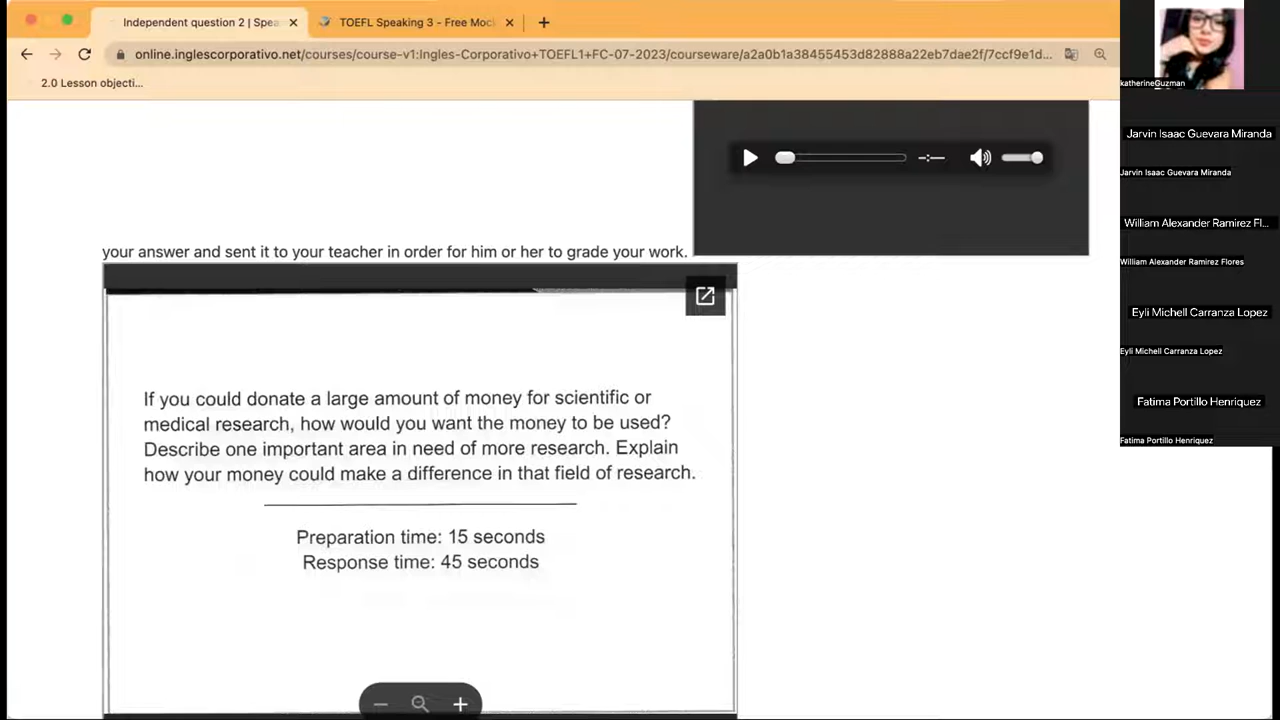 Independent question 2 | Spea
TOEFL Speaking 3 - Free Moc
online.inglescorporativo.net/courses/course-v1:Ingles-Corporativo+TOEFL1+FC-07-2023/courseware/a2a0b1a38455453d82888a22eb7dae2f/7ccf9e1d...
2.0 Lesson objecti...
your answer and sent it to your teacher in order for him or her to grade your work.
If you could donate a large amount of money for scientific or
medical research, how would you want the money to be used?
Describe one important area in need of more research. Explain
how your money could make a difference in that field of research.
Preparation time: 15 seconds
Response time: 45 seconds
katherineGuzman
Jarvin Isaac Guevara Miranda
Jarvin Isaac Guevara Miranda
William Alexander Ramirez Fl...
William Alexander Ramirez Flores
Eyli Michell Carranza Lopez
Eyli Michell Carranza Lopez
Fatima Portillo Henriquez
Fatima Portillo Henriquez